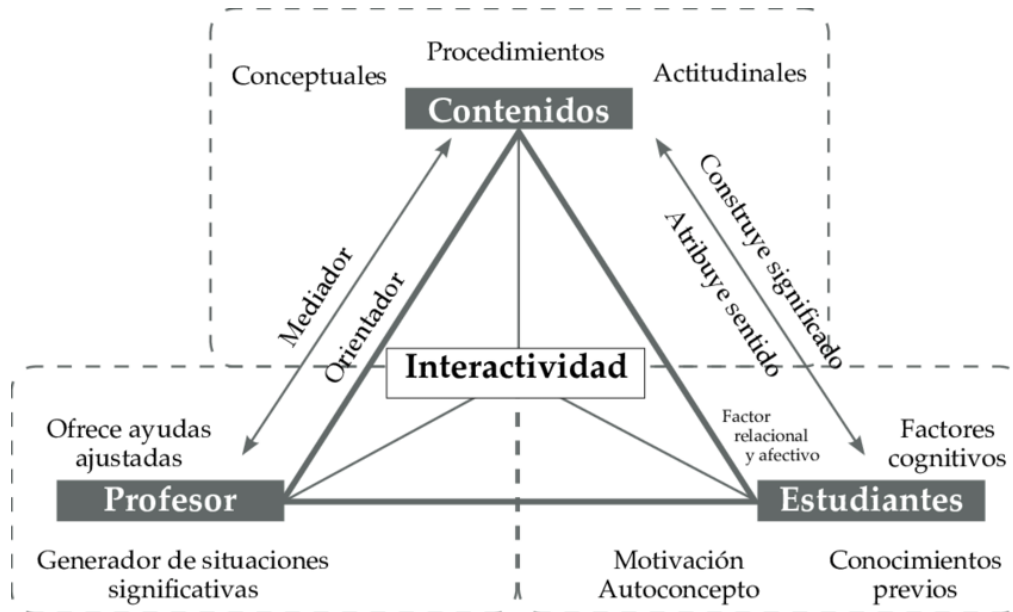 Procedimientos
Conceptuales
Actitudinales
Contenidos
Mediador
Orientador
Construye significado
Atribuye sentido
Interactividad
Ofrece ayudas
ajustadas
Profesor
Generador de situaciones
significativas
Factor
relacional
y afectivo
Factores
cognitivos
Estudiantes
Motivación
Autoconcepto
Conocimientos
previos